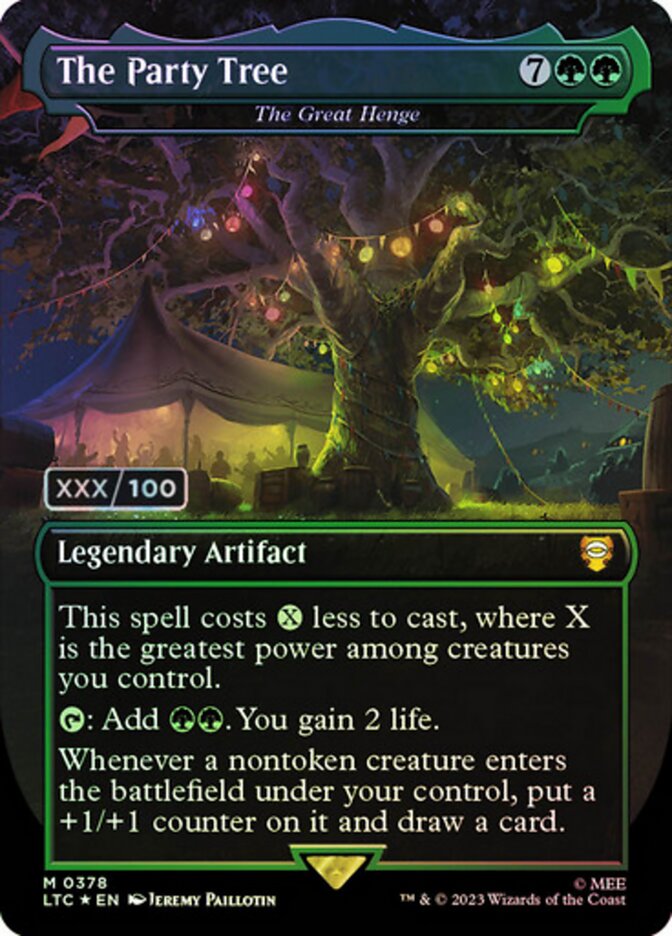 The Party Tree 7
The Great Henge
XXX/100
Legendary Artifact
This spell costs X less to cast, where X
is the greatest power among creatures
you control.
: Add . You gain 2 life.
Whenever a nontoken creature enters
the battlefield under your control, put a
+1/+1 counter on it and draw a card.
M 0378
© MEE
LTC ★ EN Jeremy Paillotin
™ & © 2023 Wizards of the Coast